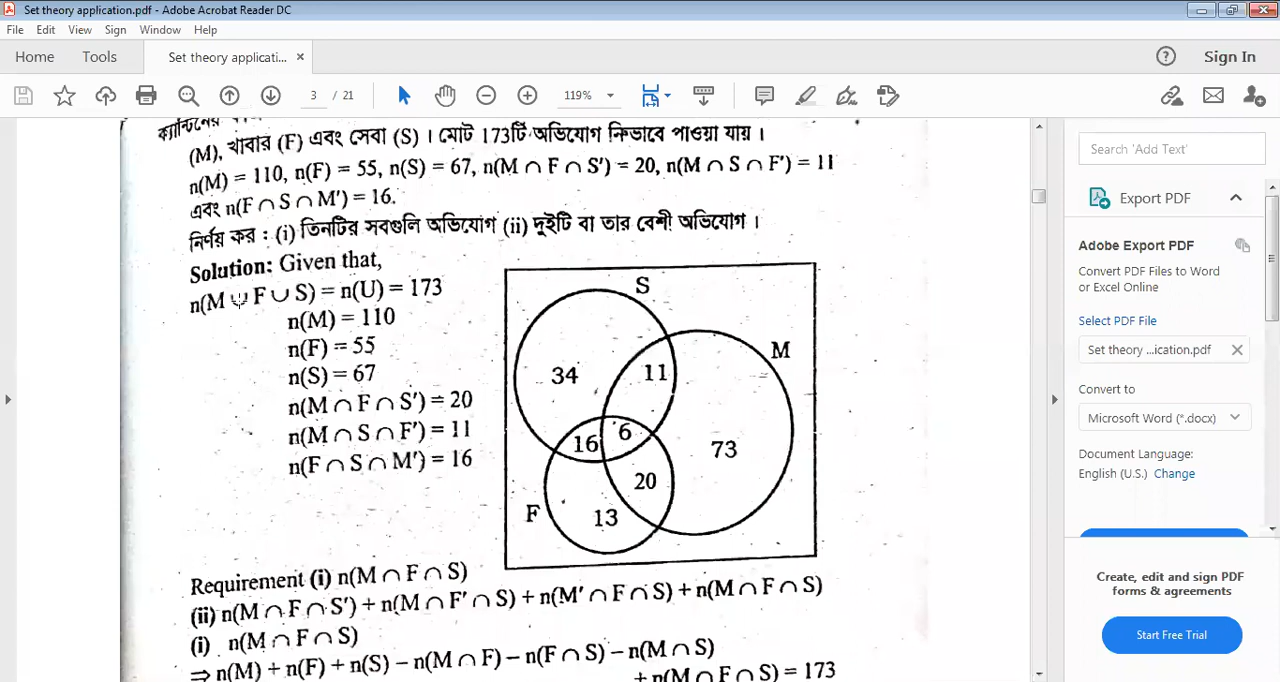 Set theory application.pdf - Adobe Acrobat Reader DC
File Edit View Sign Window Help
Home Tools Set theory applicati... × Sign In
3 / 21 119%
ক্যান্টিনের
(M), খাবার (F) এবং সেবা (S) । মোট 173টি অভিযোগ কিভাবে পাওয়া যায় ।
n(M) = 110, n(F) = 55, n(S) = 67, n(M ∩ F ∩ S′) = 20, n(M ∩ S ∩ F′) = 11
এবং n(F ∩ S ∩ M′) = 16.
নির্ণয় কর : (i) তিনটির সবগুলি অভিযোগ (ii) দুইটি বা তার বেশী অভিযোগ ।
Solution: Given that,
n(M ∪ F ∪ S) = n(U) = 173
n(M) = 110
n(F) = 55
n(S) = 67
n(M ∩ F ∩ S′) = 20
n(M ∩ S ∩ F′) = 11
n(F ∩ S ∩ M′) = 16
S
M
34
11
16
6
73
20
F
13
Requirement (i) n(M ∩ F ∩ S)
(ii) n(M ∩ F ∩ S′) + n(M ∩ F′ ∩ S) + n(M′ ∩ F ∩ S) + n(M ∩ F ∩ S)
(i) n(M ∩ F ∩ S)
⇒ n(M) + n(F) + n(S) − n(M ∩ F) − n(F ∩ S) − n(M ∩ S)
+ n(M ∩ F ∩ S) = 173
Search 'Add Text'
Export PDF
Adobe Export PDF
Convert PDF Files to Word
or Excel Online
Select PDF File
Set theory ...ication.pdf ×
Convert to
Microsoft Word (*.docx)
Document Language:
English (U.S.) Change
Create, edit and sign PDF
forms & agreements
Start Free Trial